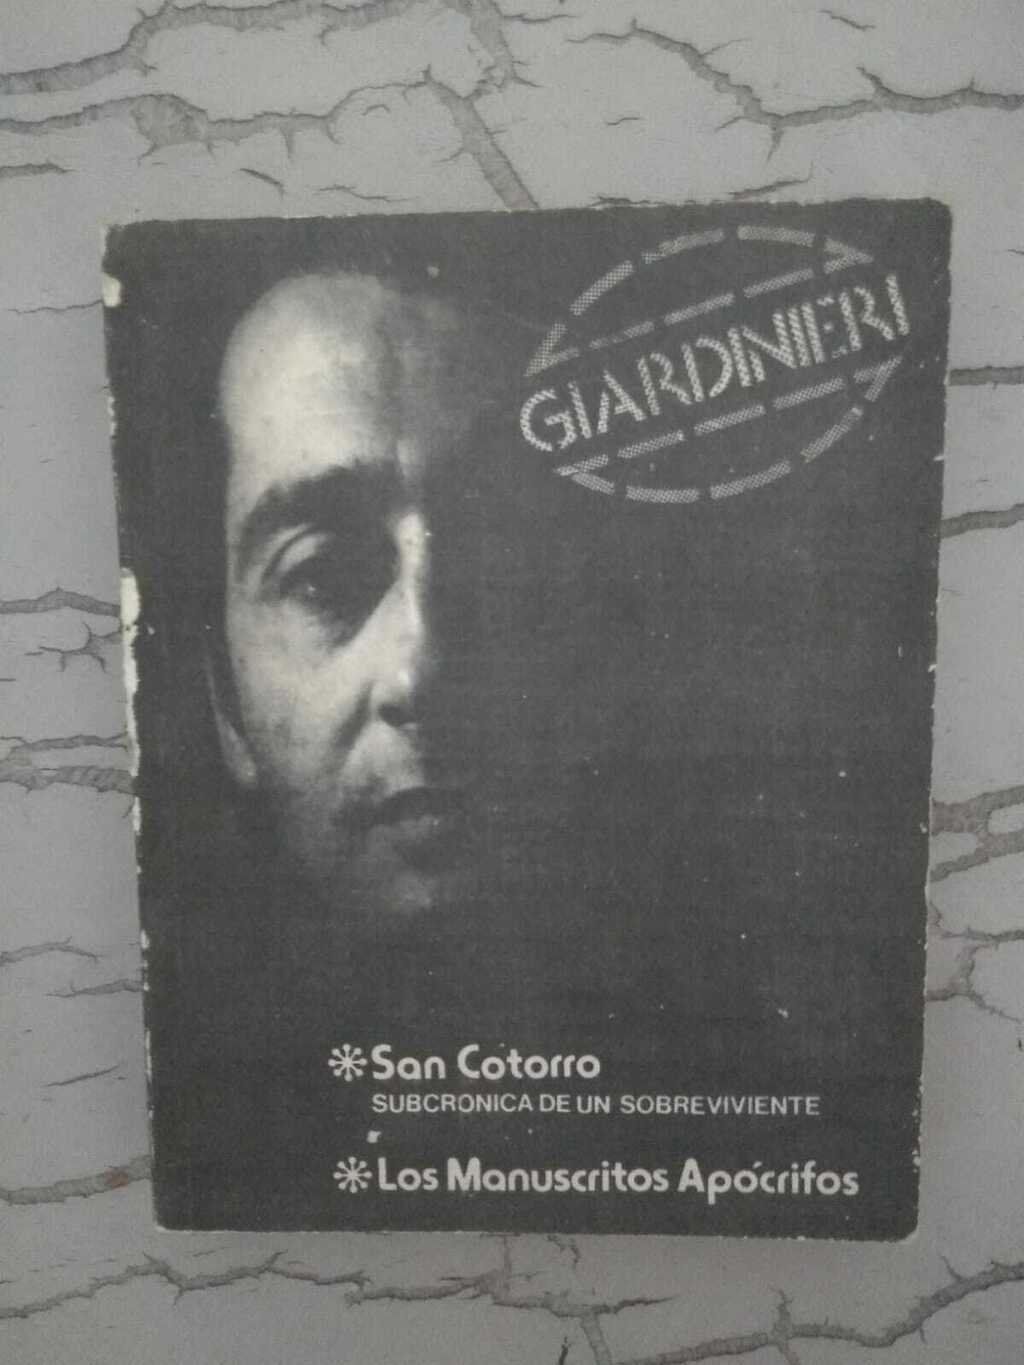 GIARDINIERI
San Cotorro
SUBCRONICA DE UN SOBREVIVIENTE
Los Manuscritos Apócrifos